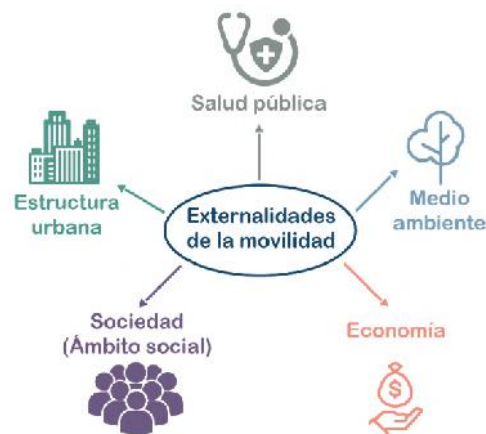 Salud pública
Estructura
urbana
Externalidades
de la movilidad
Medio
ambiente
Sociedad
(Ámbito social)
Economía
$